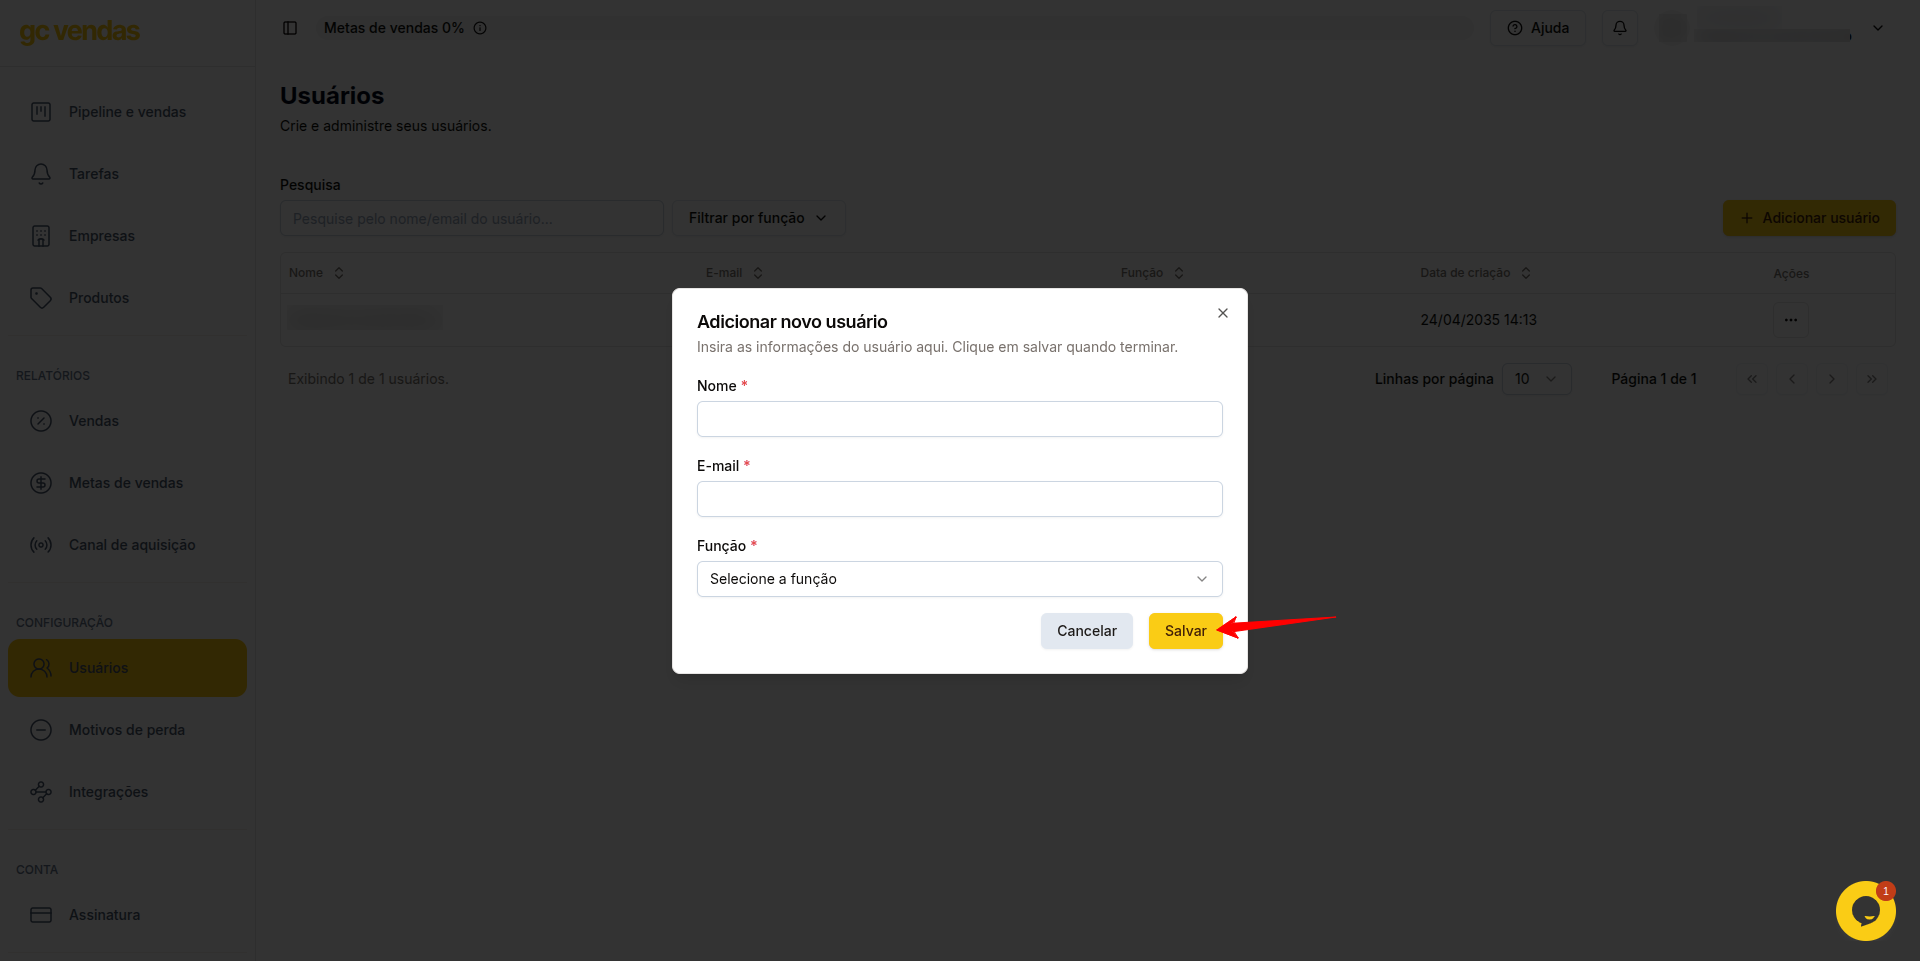 gc vendas
Metas de vendas 0%
Ajuda
Pipeline e vendas
Tarefas
Empresas
Produtos
RELATÓRIOS
Vendas
Metas de vendas
Canal de aquisição
CONFIGURAÇÃO
Usuários
Motivos de perda
Integrações
CONTA
Assinatura
Usuários
Crie e administre seus usuários.
Pesquisa
Pesquise pelo nome/email do usuário...
Filtrar por função
+ Adicionar usuário
Nome E-mail Função Data de criação Ações
24/04/2035 14:13
Exibindo 1 de 1 usuários.
Linhas por página 10 Página 1 de 1
Adicionar novo usuário
Insira as informações do usuário aqui. Clique em salvar quando terminar.
Nome *
E-mail *
Função *
Selecione a função
Cancelar Salvar
1